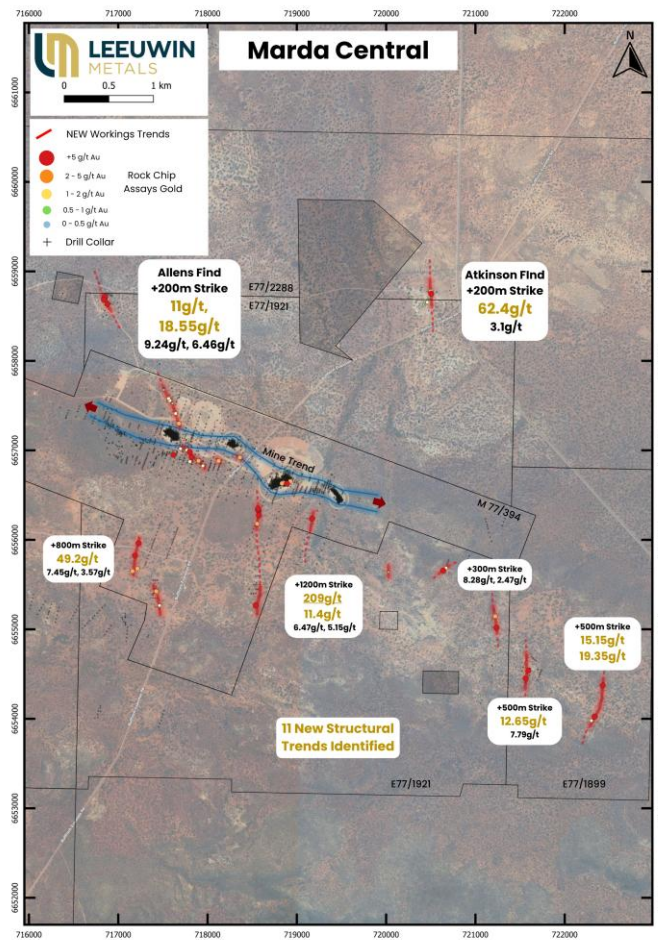 716000 717000 718000 719000 720000 721000 722000
LEEUWIN
METALS
0 0.5 1 km
Marda Central
N
NEW Workings Trends
+5 g/t Au
2 - 5 g/t Au
1 - 2 g/t Au
0.5 - 1 g/t Au
0 - 0.5 g/t Au
Rock Chip
Assays Gold
Drill Collar
6661000
6660000
6659000
6658000
6657000
6656000
6655000
6654000
6653000
6652000
Allens Find
+200m Strike
11g/t,
18.55g/t
9.24g/t, 6.46g/t
E77/2288
E77/1921
Atkinson FInd
+200m Strike
62.4g/t
3.1g/t
Mine Trend
M 77/394
+800m Strike
49.2g/t
7.45g/t, 3.57g/t
+1200m Strike
209g/t
11.4g/t
6.47g/t, 5.15g/t
+300m Strike
8.28g/t, 2.47g/t
+500m Strike
15.15g/t
19.35g/t
+500m Strike
12.65g/t
7.79g/t
11 New Structural
Trends Identified
E77/1921
E77/1899
716000 717000 718000 719000 720000 721000 722000